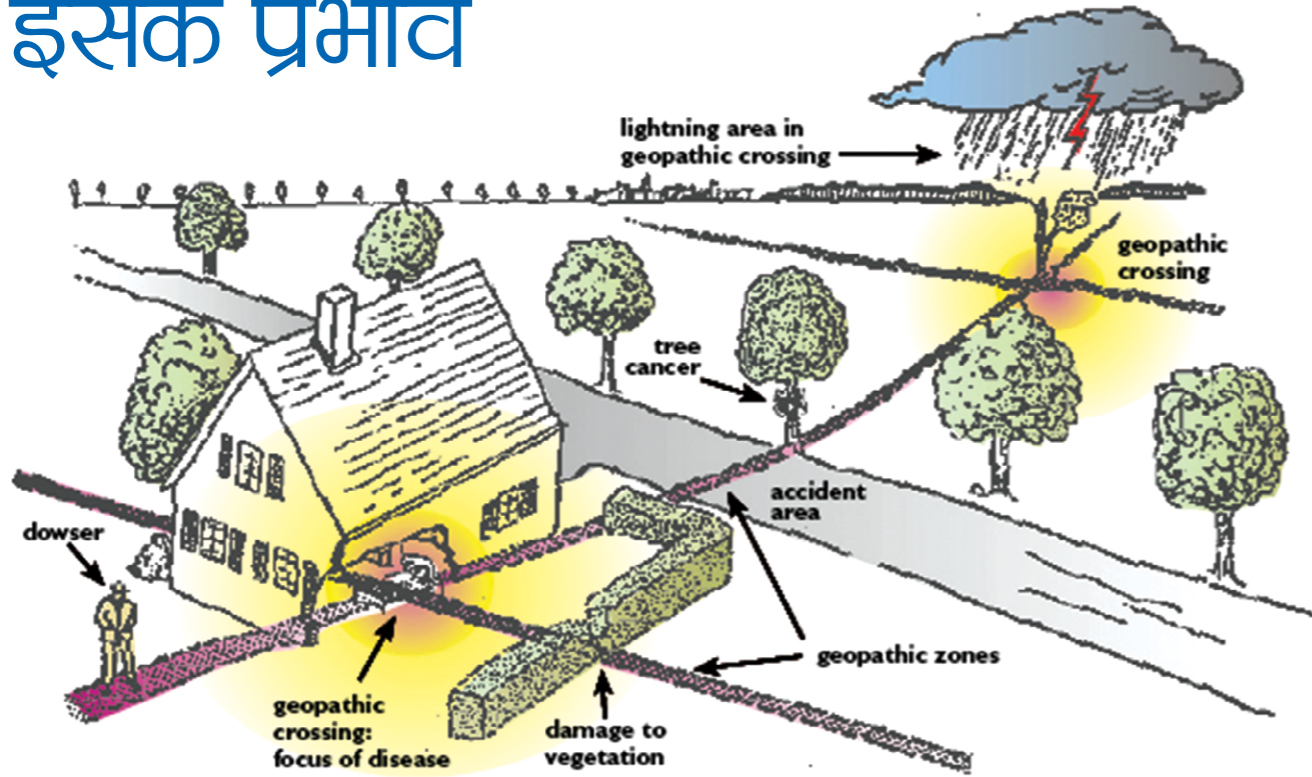 इसके प्रभाव
lightning area in
geopathic crossing
geopathic
crossing
tree
cancer
accident
area
dowser
geopathic zones
geopathic
crossing:
focus of disease
damage to
vegetation